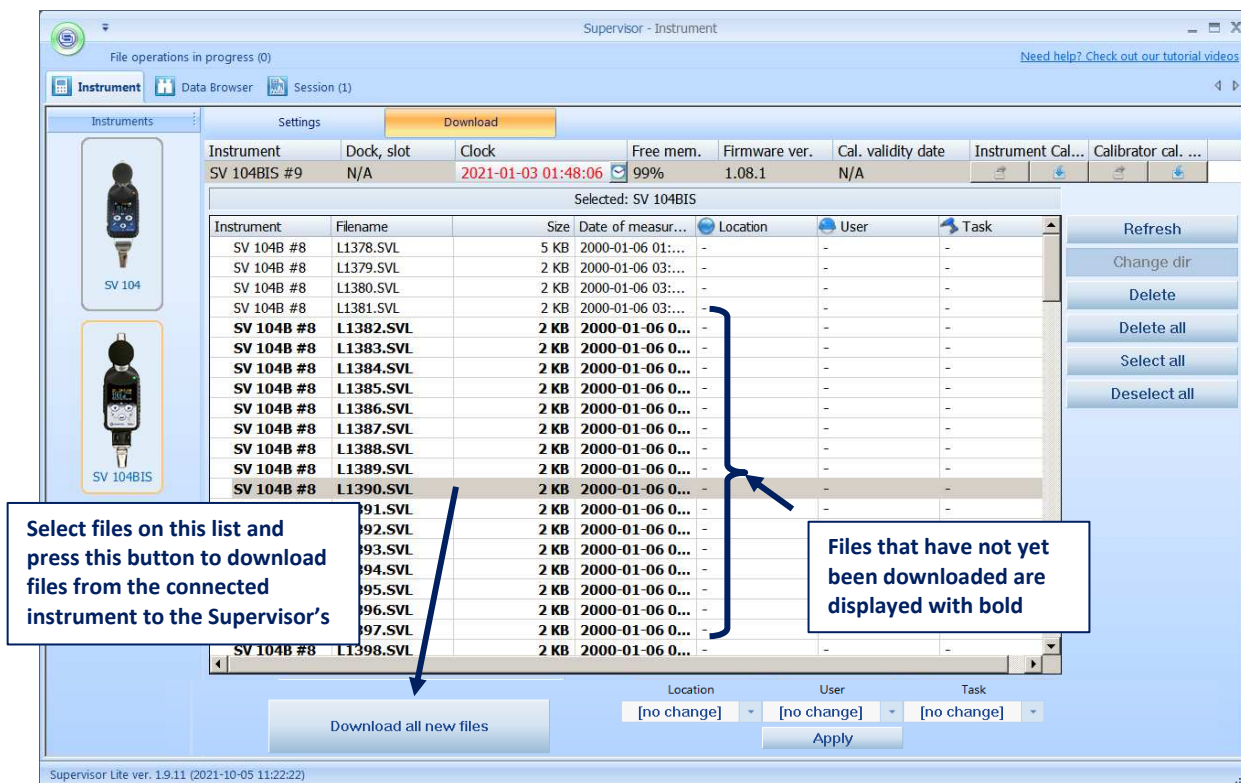 Supervisor - Instrument
File operations in progress (0)
Need help? Check out our tutorial videos
Instrument Data Browser Session (1)
Instruments
Settings Download
Instrument Dock, slot Clock Free mem. Firmware ver. Cal. validity date Instrument Cal... Calibrator cal. ...
SV 104BIS #9 N/A 2021-01-03 01:48:06 99% 1.08.1 N/A
Selected: SV 104BIS
Instrument Filename Size Date of measur... Location User Task
SV 104B #8 L1378.SVL 5 KB 2000-01-06 01:... - - -
SV 104B #8 L1379.SVL 2 KB 2000-01-06 03:... - - -
SV 104B #8 L1380.SVL 2 KB 2000-01-06 03:... - - -
SV 104B #8 L1381.SVL 2 KB 2000-01-06 03:... - - -
SV 104B #8 L1382.SVL 2 KB 2000-01-06 0... - - -
SV 104B #8 L1383.SVL 2 KB 2000-01-06 0... - - -
SV 104B #8 L1384.SVL 2 KB 2000-01-06 0... - - -
SV 104B #8 L1385.SVL 2 KB 2000-01-06 0... - - -
SV 104B #8 L1386.SVL 2 KB 2000-01-06 0... - - -
SV 104B #8 L1387.SVL 2 KB 2000-01-06 0... - - -
SV 104B #8 L1388.SVL 2 KB 2000-01-06 0... - - -
SV 104B #8 L1389.SVL 2 KB 2000-01-06 0... - - -
SV 104B #8 L1390.SVL 2 KB 2000-01-06 0... - - -
391.SVL 2 KB 2000-01-06 0... - - -
392.SVL 2 KB 2000-01-06 0... -
393.SVL 2 KB 2000-01-06 0... -
394.SVL 2 KB 2000-01-06 0... -
395.SVL 2 KB 2000-01-06 0... -
396.SVL 2 KB 2000-01-06 0... -
397.SVL 2 KB 2000-01-06 0... -
SV 104B #8 L1398.SVL 2 KB 2000-01-06 0... - - -
SV 104
SV 104BIS
Refresh
Change dir
Delete
Delete all
Select all
Deselect all
Select files on this list and
press this button to download
files from the connected
instrument to the Supervisor's
Files that have not yet
been downloaded are
displayed with bold
Download all new files
Location User Task
[no change] [no change] [no change]
Apply
Supervisor Lite ver. 1.9.11 (2021-10-05 11:22:22)